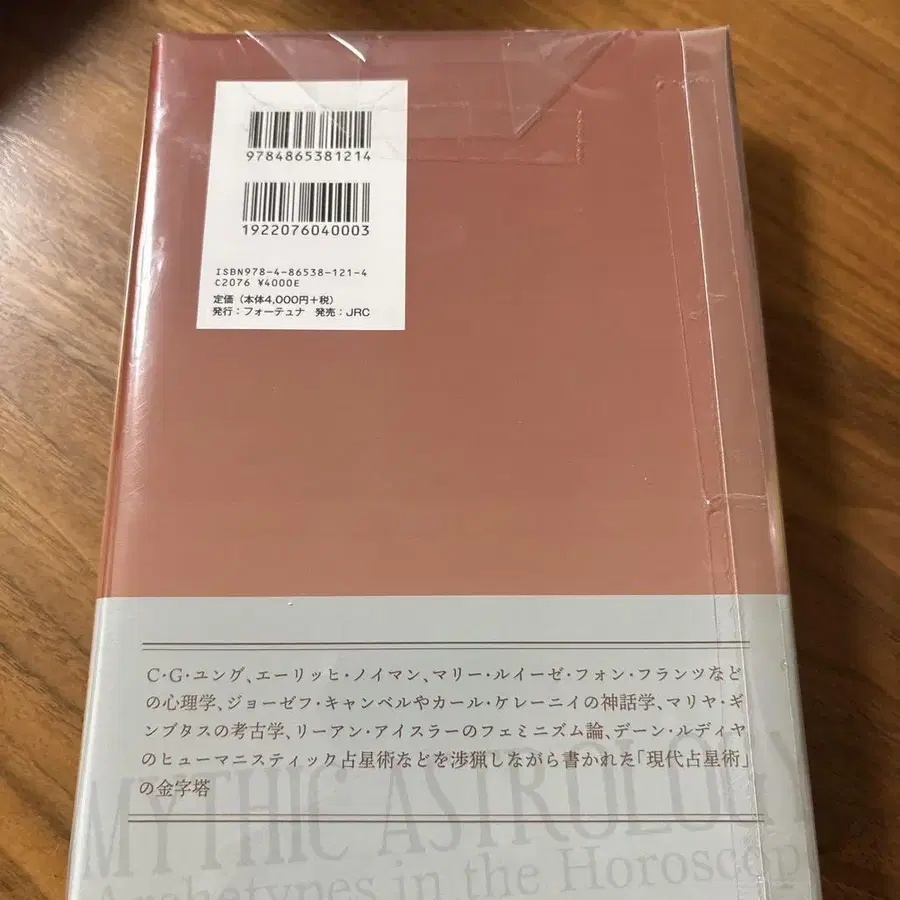 9784865381214
1922076040003
ISBN978-4-86538-121-4
C2076 ¥4000E
定価（本体4,000円+税）
発行：フォーテュナ 発売：JRC
C・G・ユング、エーリッヒ・ノイマン、マリー・ルイーゼ・フォン・フランツなど
の心理学、ジョーゼフ・キャンベルやカール・ケレーニイの神話学、マリヤ・ギ
ンブタスの考古学、リーアン・アイスラーのフェミニズム論、デーン・ルディヤ
のヒューマニスティック占星術などを渉猟しながら書かれた「現代占星術」
の金字塔
MYTHIC ASTROLOGY
Archetypes in the Horoscope